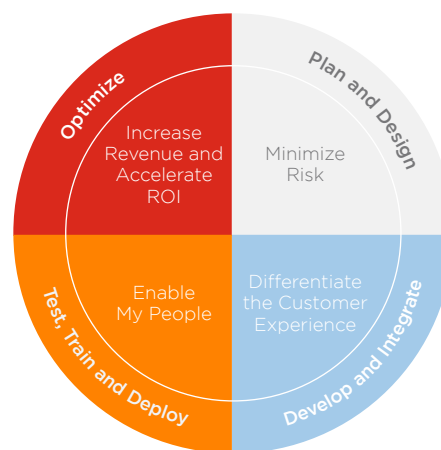 Optimize
Increase
Revenue and
Accelerate
ROI
Plan and Design
Minimize
Risk
Test, Train and Deploy
Enable
My People
Develop and Integrate
Differentiate
the Customer
Experience